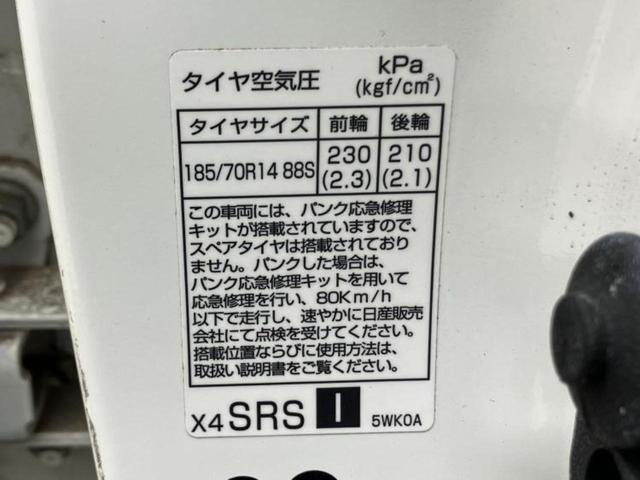 タイヤ空気圧 kPa
(kgf/cm²)
タイヤサイズ 前輪 後輪
185/70R14 88S 230 210
(2.3) (2.1)
この車両には、パンク応急修理
キットが搭載されていますので、
スペアタイヤは搭載されており
ません。パンクした場合は、
パンク応急修理キットを用いて
応急修理を行い、80Km/h
以下で走行し、速やかに日産販売
会社にて点検を受けてください。
搭載位置ならびに使用方法は、
取扱い説明書をご覧ください。
X4 SRS I 5WK0A